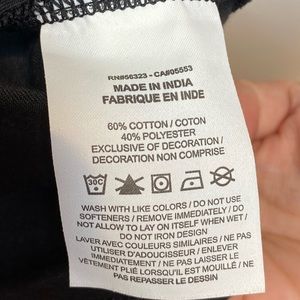 RN#56323 - CA#05553
MADE IN INDIA
FABRIQUE EN INDE
60% COTTON / COTON
40% POLYESTER
EXCLUSIVE OF DECORATION /
DECORATION NON COMPRISE
30C
WASH WITH LIKE COLORS / DO NOT USE
SOFTENERS / REMOVE IMMEDIATELY / DO
NOT ALLOW TO LAY ON ITSELF WHEN WET /
DO NOT IRON DESIGN
LAVER AVEC COULEURS SIMILAIRES / NE PAS
UTILISER D'ADOUCISSEUR / ENLEVER
IMMÉDIATEMENT / NE LAISSER PAS LE
VÊTEMENT PLIÉ LORSQU'IL EST MOUILLÉ / NE
PAS REPASSER LE DESSIN